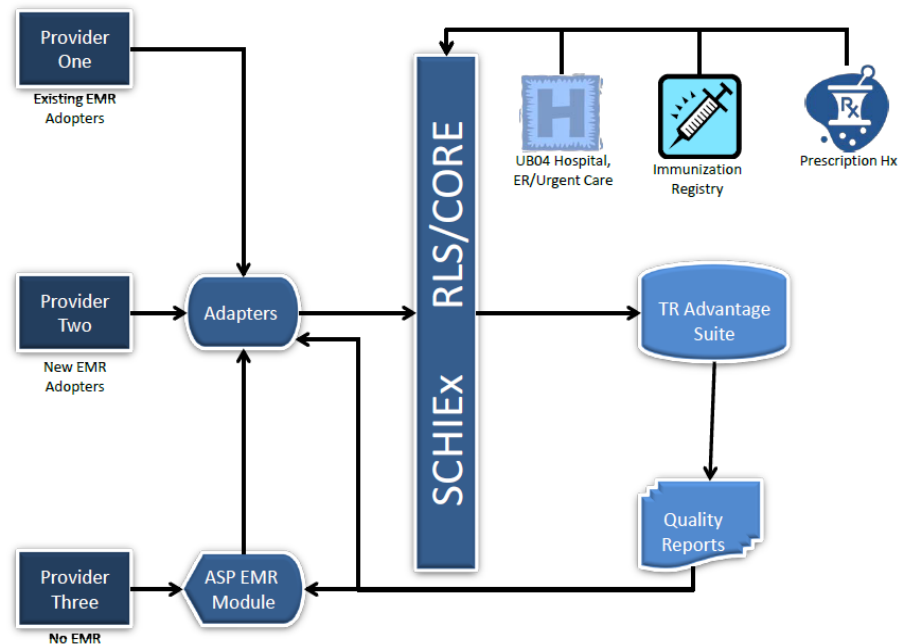 Provider
One
Existing EMR
Adopters
SCHIEx RLS/CORE
H
UB04 Hospital,
ER/Urgent Care
Immunization
Registry
Rx
Prescription Hx
Provider
Two
New EMR
Adopters
Adapters
TR Advantage
Suite
Quality
Reports
Provider
Three
No EMR
ASP EMR
Module